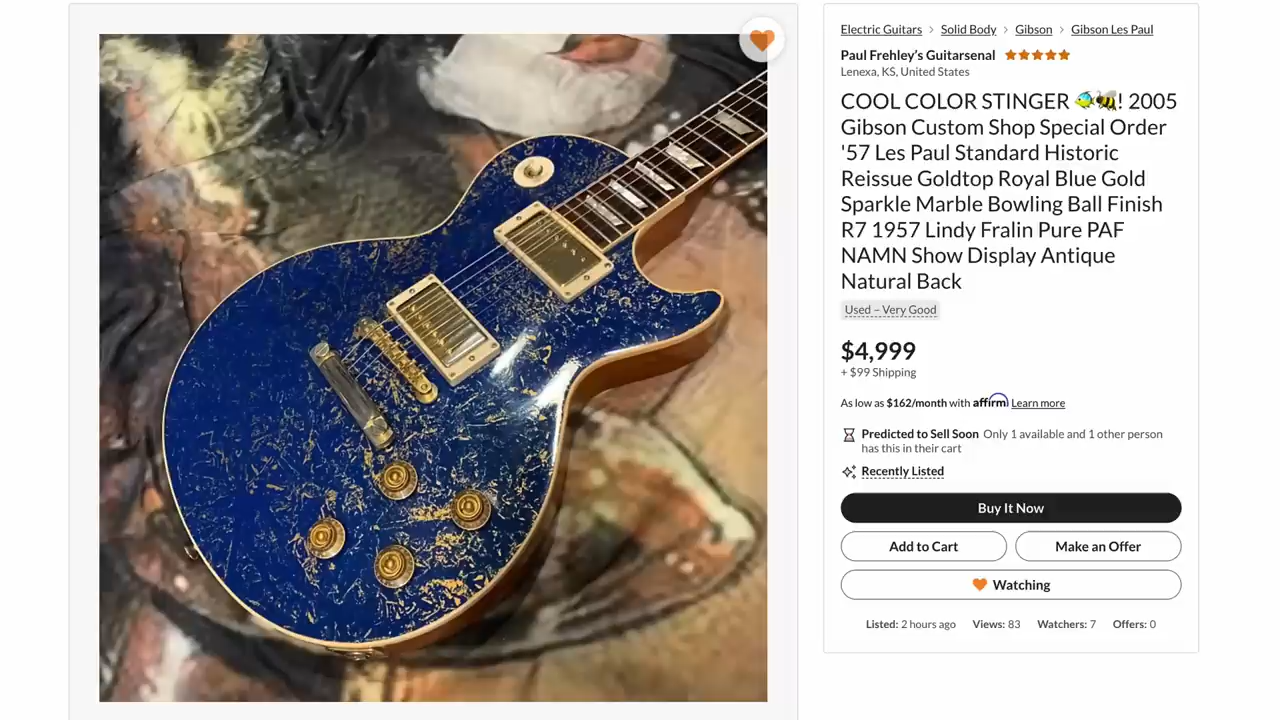 Electric Guitars > Solid Body > Gibson > Gibson Les Paul
Paul Frehley's Guitarsenal
Lenexa, KS, United States
COOL COLOR STINGER 🐠🐝! 2005
Gibson Custom Shop Special Order
'57 Les Paul Standard Historic
Reissue Goldtop Royal Blue Gold
Sparkle Marble Bowling Ball Finish
R7 1957 Lindy Fralin Pure PAF
NAMN Show Display Antique
Natural Back
Used – Very Good
$4,999
+ $99 Shipping
As low as $162/month with affirm Learn more
Predicted to Sell Soon Only 1 available and 1 other person
has this in their cart
Recently Listed
Buy It Now
Add to Cart Make an Offer
Watching
Listed: 2 hours ago Views: 83 Watchers: 7 Offers: 0